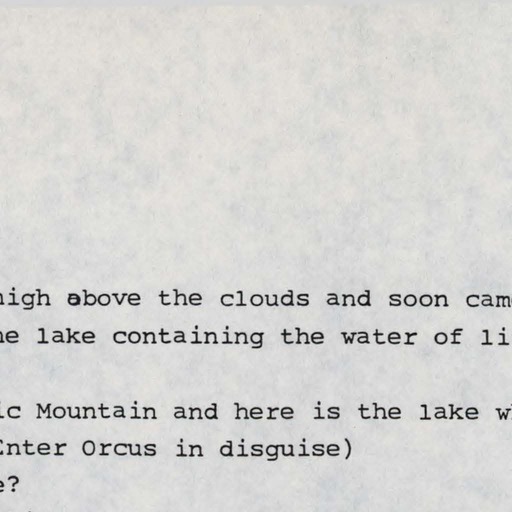 high above the clouds and soon cam
he lake containing the water of li
ic Mountain and here is the lake w
Enter Orcus in disguise)
e?